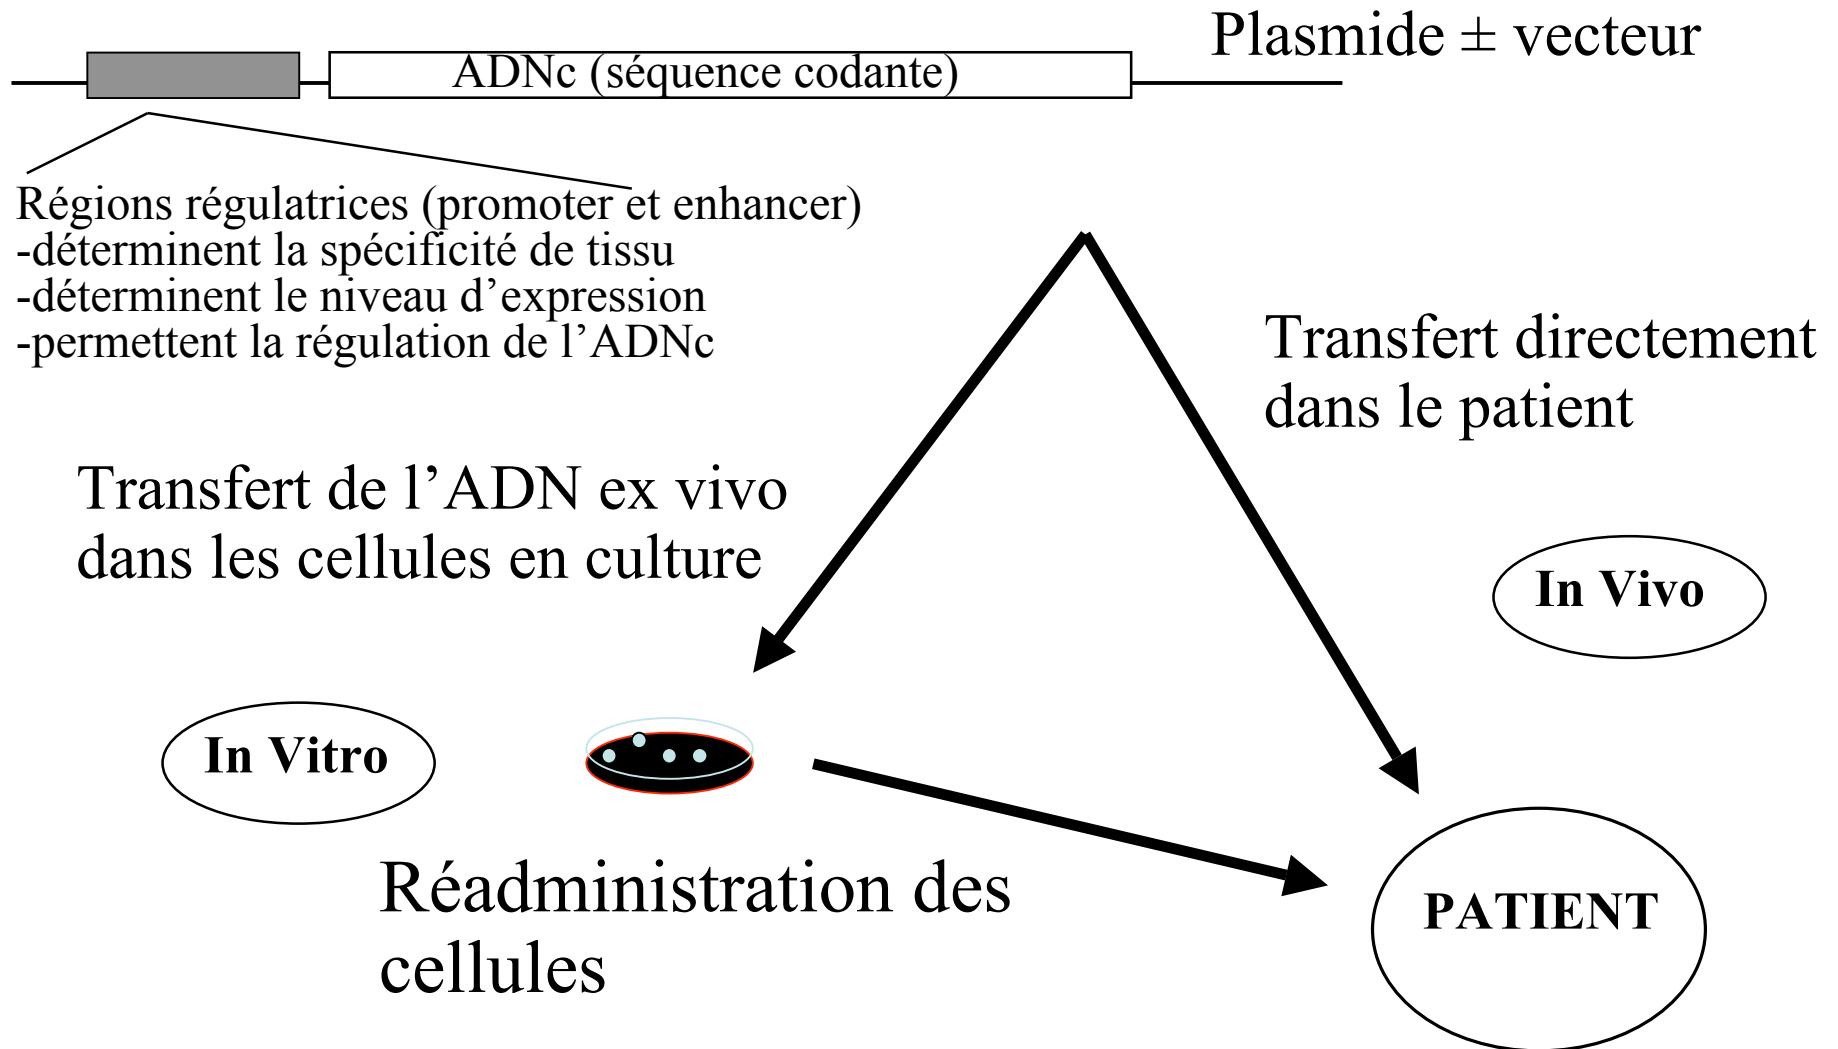 Plasmide ± vecteur
ADNc (séquence codante)
Régions régulatrices (promoter et enhancer)
-déterminent la spécificité de tissu
-déterminent le niveau d’expression
-permettent la régulation de l’ADNc
Transfert directement
dans le patient
Transfert de l’ADN ex vivo
dans les cellules en culture
In Vivo
In Vitro
Réadministration des
cellules
PATIENT